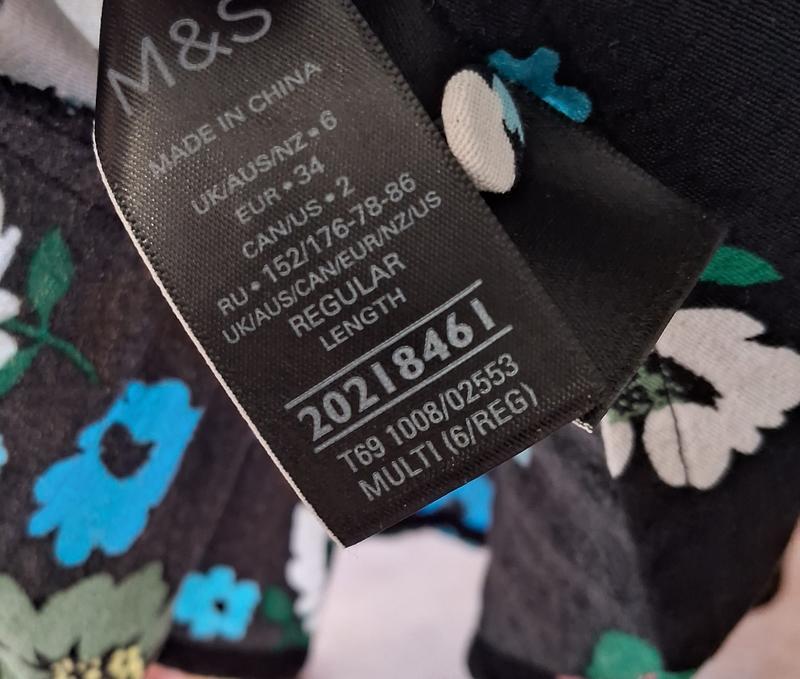 M&S
MADE IN CHINA
UK/AUS/NZ • 6
EUR • 34
CAN/US • 2
RU • 152/176-78-86
UK/AUS/CAN/EUR/NZ/US
REGULAR
LENGTH
20218461
T69 1008/02553
MULTI (6/REG)